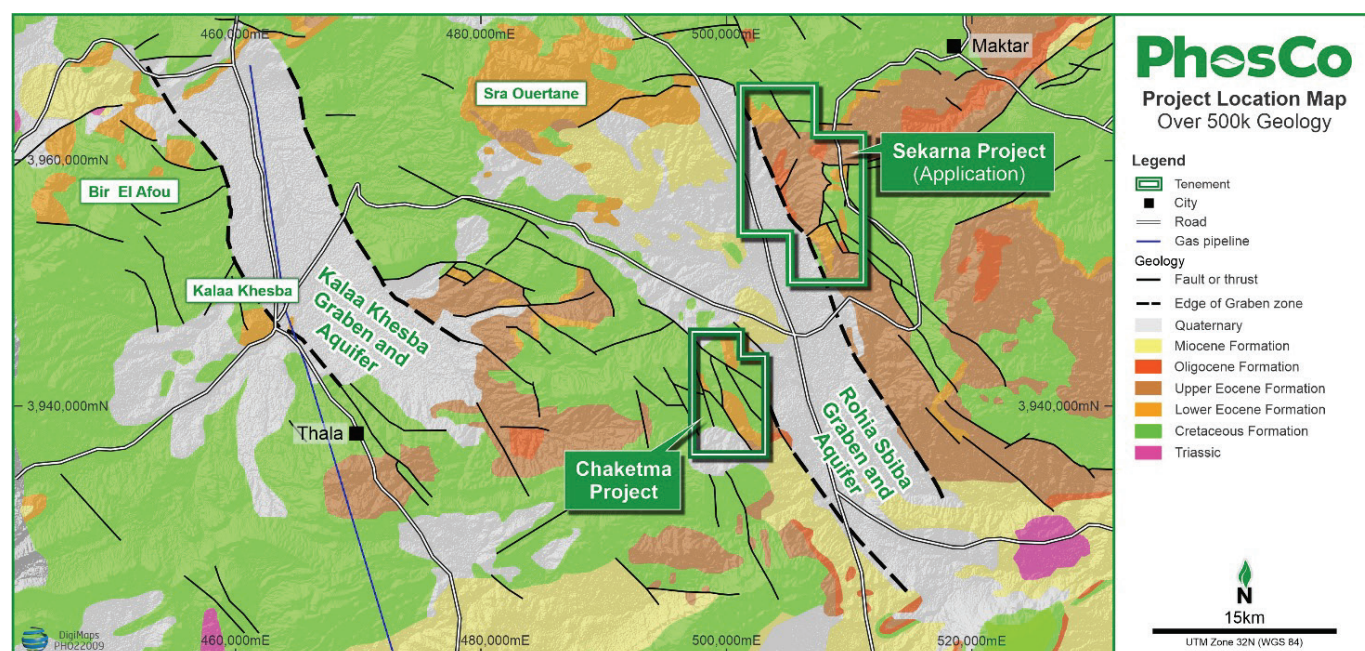 460,000mE
480,000mE
500,000mE
Maktar
Sra Ouertane
3,960,000mN
Sekarna Project
(Application)
Bir El Afou
Kalaa Khesba
Kalaa Khesba
Graben and
Aquifer
3,940,000mN
3,940,000mN
Thala
Rohia Sbiba
Graben and
Aquifer
Chaketma
Project
DigiMaps
PHO22009
460,000mE
480,000mE
500,000mE
520,000mE
PhosCo
Project Location Map
Over 500k Geology
Legend
Tenement
City
Road
Gas pipeline
Geology
Fault or thrust
Edge of Graben zone
Quaternary
Miocene Formation
Oligocene Formation
Upper Eocene Formation
Lower Eocene Formation
Cretaceous Formation
Triassic
N
15km
UTM Zone 32N (WGS 84)